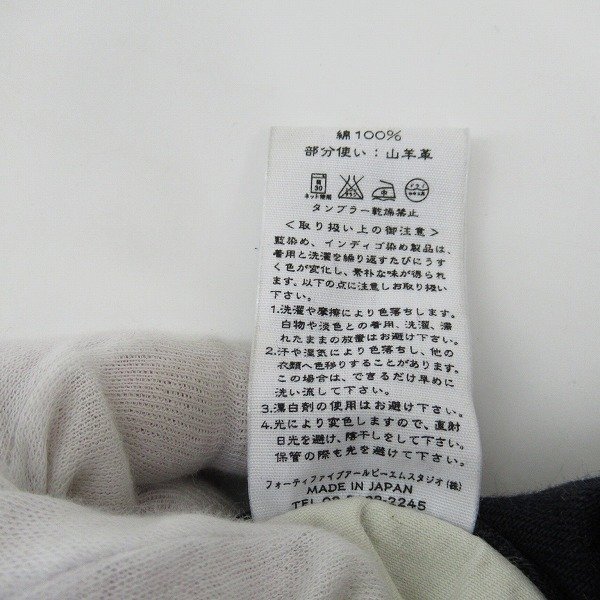 綿100%
部分使い:山羊革
ネット使用
タンブラー乾燥禁止
<取り扱い上の御注意>
藍染め、インディゴ染め製品は、
着用と洗濯を繰り返すたびにうす
く色が変化し、素朴な味が得られ
ます。以下の点に注意しお取り扱い
下さい。
1.洗濯や摩擦により色落ちします。
白物や淡色との着用、洗濯、濡
れたままの放置はお避け下さい。
2.汗や湿気により色落ちし、他の
衣類へ色移りすることがあります。
この場合は、できるだけ早めに
洗い流して下さい。
3.漂白剤の使用はお避け下さい。
4.光により変色しますので、直射
日光を避け、陰干しをして下さい。
保管の際も光を避けて下さい。
フォーティファイブアールピーエムスタジオ(株)
MADE IN JAPAN
TEL